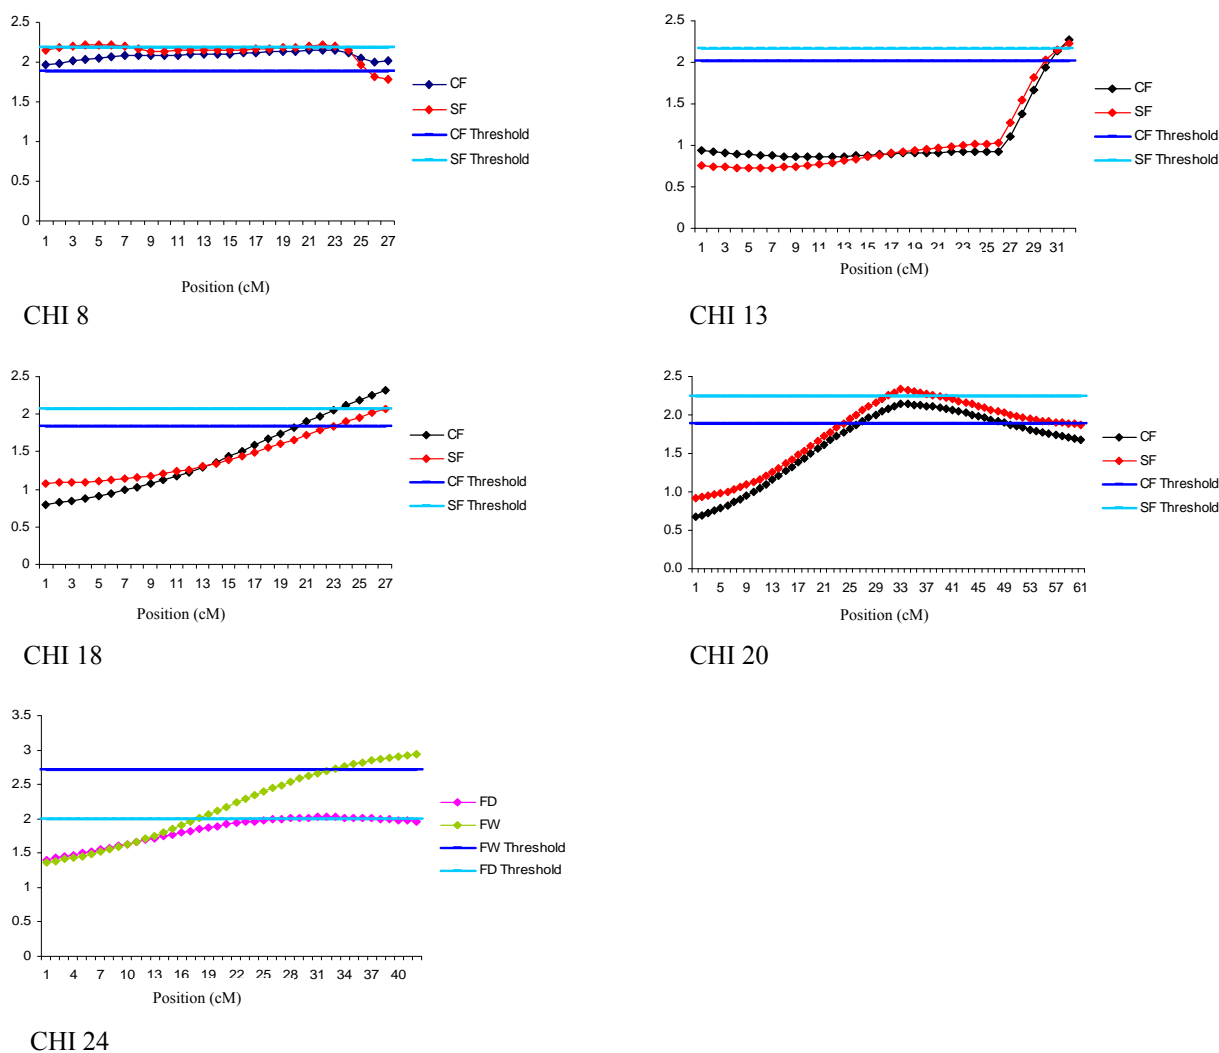 2.5
2
1.5
1
0.5
0
1 3 5 7 9 11 13 15 17 19 21 23 25 27
Position (cM)
CF
SF
CF Threshold
SF Threshold
CHI 8
2.5
2
1.5
1
0.5
0
1 3 5 7 9 11 13 15 17 19 21 23 25 27 29 31
Position (cM)
CF
SF
CF Threshold
SF Threshold
CHI 13
2.5
2
1.5
1
0.5
0
1 3 5 7 9 11 13 15 17 19 21 23 25 27
Position (cM)
CF
SF
CF Threshold
SF Threshold
CHI 18
2.5
2.0
1.5
1.0
0.5
0.0
1 5 9 13 17 21 25 29 33 37 41 45 49 53 57 61
Position (cM)
CF
SF
CF Threshold
SF Threshold
CHI 20
3.5
3
2.5
2
1.5
1
0.5
0
1 4 7 10 13 16 19 22 25 28 31 34 37 40
Position (cM)
FD
FW
FW Threshold
FD Threshold
CHI 24